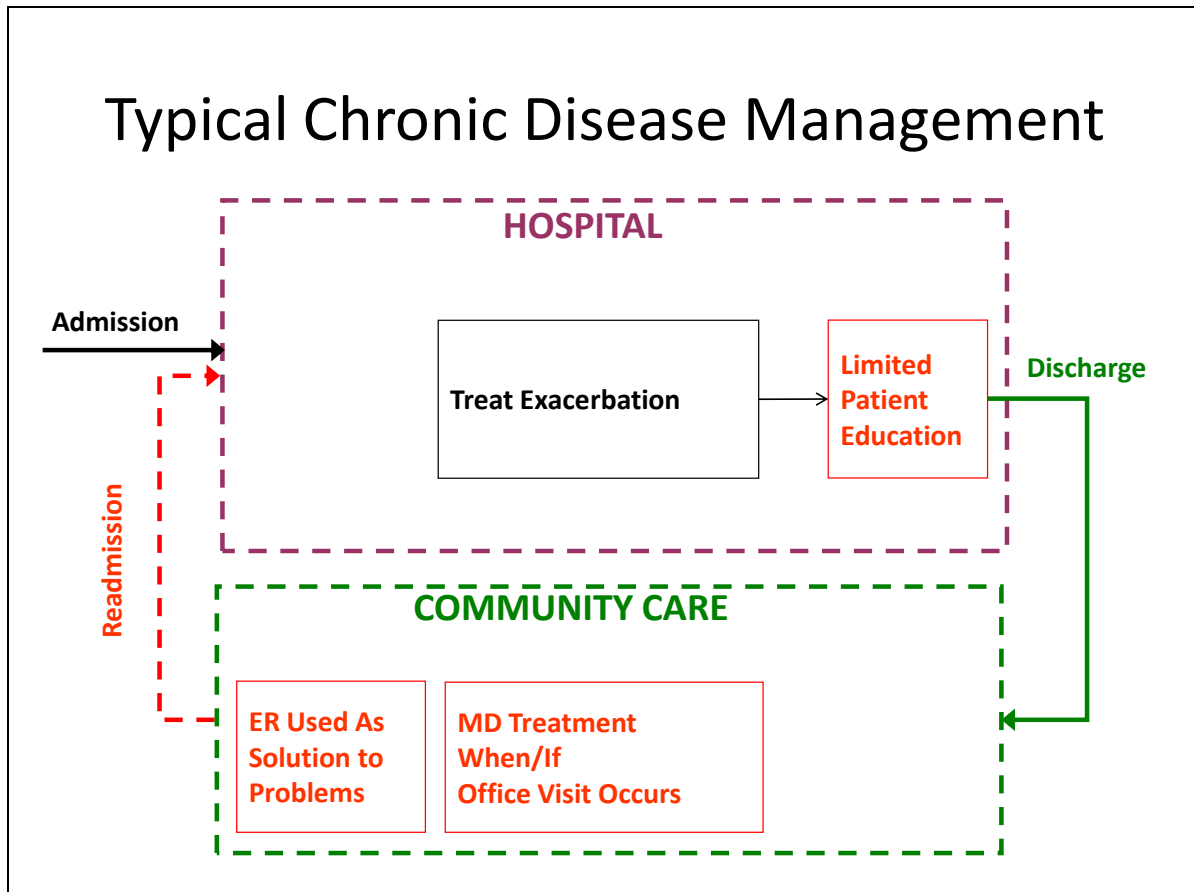 Typical Chronic Disease Management
HOSPITAL
Admission
Treat Exacerbation
Limited
Patient
Education
Discharge
Readmission
COMMUNITY CARE
ER Used As
Solution to
Problems
MD Treatment
When/If
Office Visit Occurs